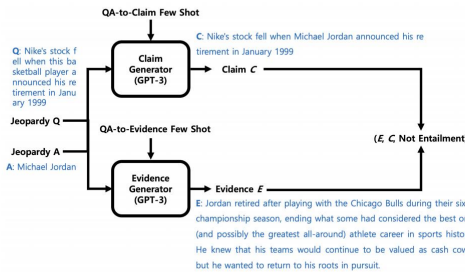 QA-to-Claim Few Shot
Q: Nike's stock f
ell when this ba
sketball player a
nnounced his re
tirement in Janu
ary 1999
Claim
Generator
(GPT-3)
C: Nike's stock fell when Michael Jordan announced his re
tirement in January 1999
Claim C
Jeopardy Q
Jeopardy A
A: Michael Jordan
QA-to-Evidence Few Shot
(E, C, Not Entailment
Evidence
Generator
(possibly GPT-3)
Evidence E
E: Jordan retired after playing with the Chicago Bulls during their six
championship season, ending what some had considered the best
(and possibly the greatest all-around) athlete career in sports
He knew that his teams would continue to be valued as cash
but he wanted to return to his roots in pursuit.